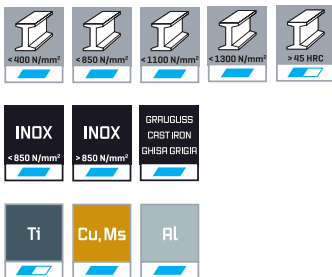 <400 N/mm² <850 N/mm² <1100 N/mm² <1300 N/mm² >45 HRC
INOX INOX GRAUGUSS
CAST IRON
GHISA GRIGIA
<850 N/mm² >850 N/mm²
Ti Cu,Ms Al